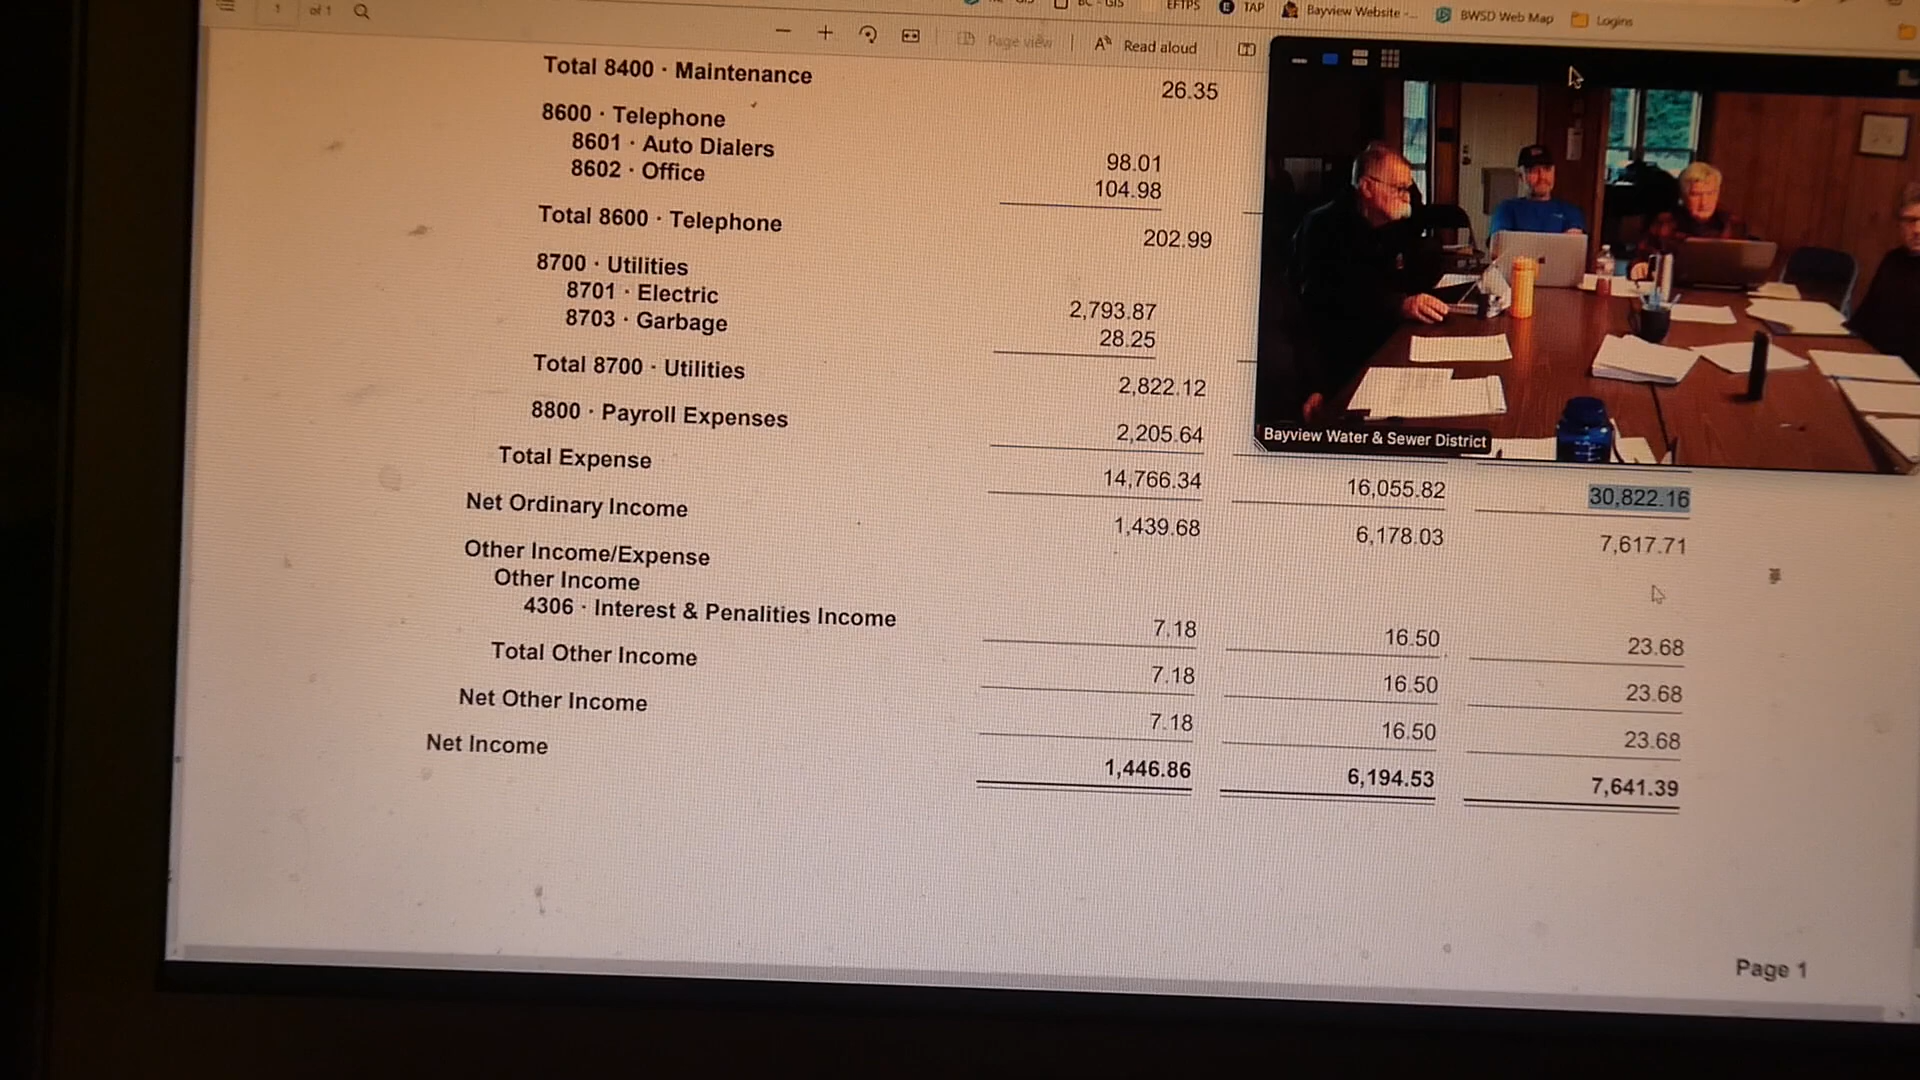 EFTPS TAP Bayview Website -... BWSD Web Map Logins
1 of 1 Page view Read aloud
Total 8400 · Maintenance 26.35
8600 · Telephone
8601 · Auto Dialers 98.01
8602 · Office 104.98
Total 8600 · Telephone 202.99
8700 · Utilities
8701 · Electric 2,793.87
8703 · Garbage 28.25
Total 8700 · Utilities 2,822.12
8800 · Payroll Expenses 2,205.64
Bayview Water & Sewer District
Total Expense 14,766.34 16,055.82 30,822.16
Net Ordinary Income 1,439.68 6,178.03 7,617.71
Other Income/Expense
Other Income
4306 · Interest & Penalities Income 7.18 16.50 23.68
Total Other Income 7.18 16.50 23.68
Net Other Income 7.18 16.50 23.68
Net Income 1,446.86 6,194.53 7,641.39
Page 1